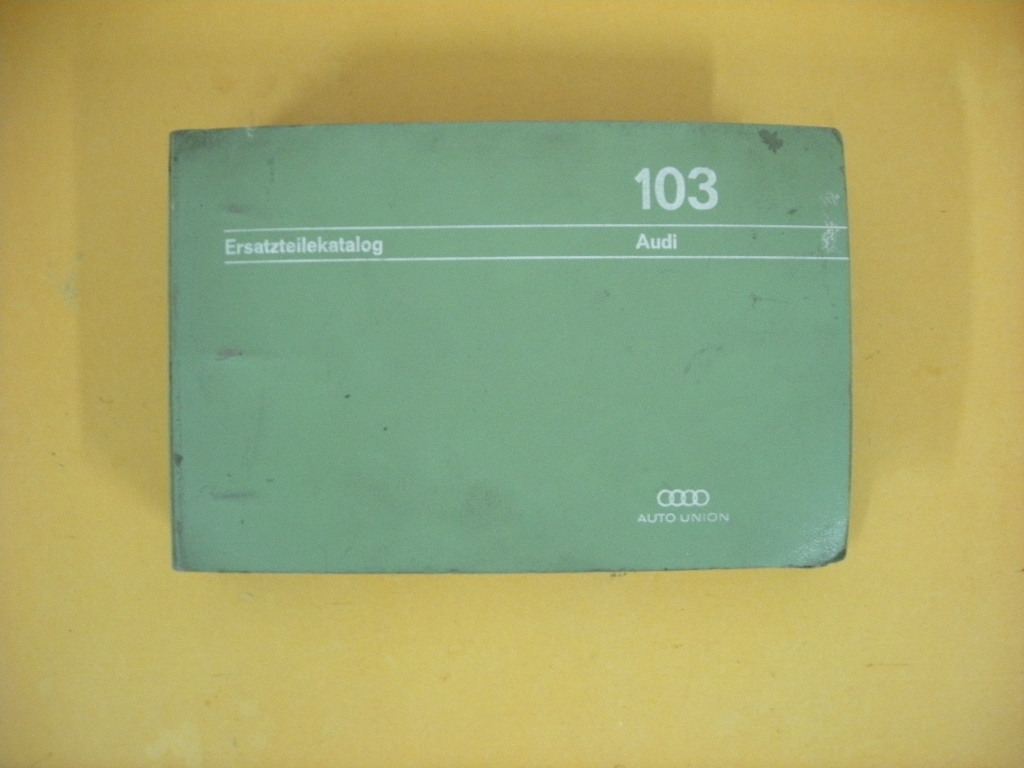 103
Ersatzteilekatalog Audi
AUTO UNION